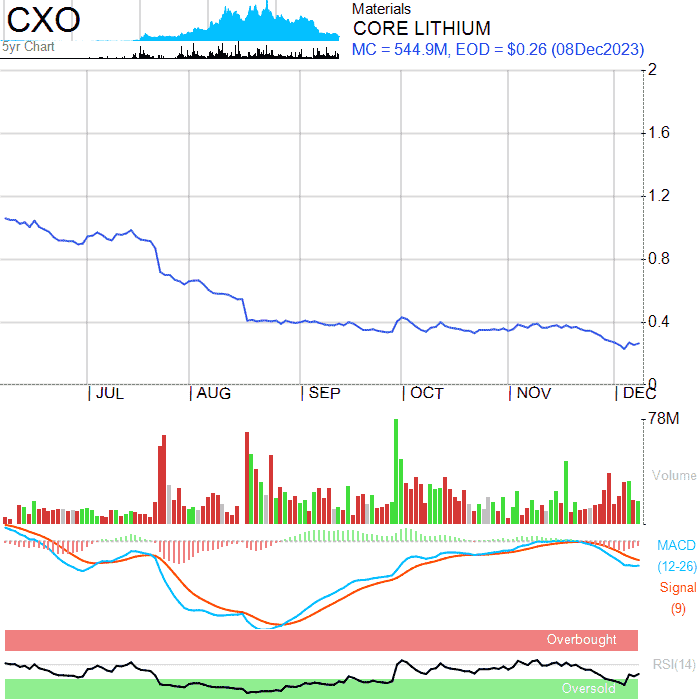 CXO
5yr Chart
Materials
CORE LITHIUM
MC = 544.9M, EOD = $0.26 (08Dec2023)
2
1.6
1.2
0.8
0.4
0
JUL AUG SEP OCT NOV DEC
78M
Volume
MACD
(12-26)
Signal
(9)
Overbought
RSI(14)
Oversold